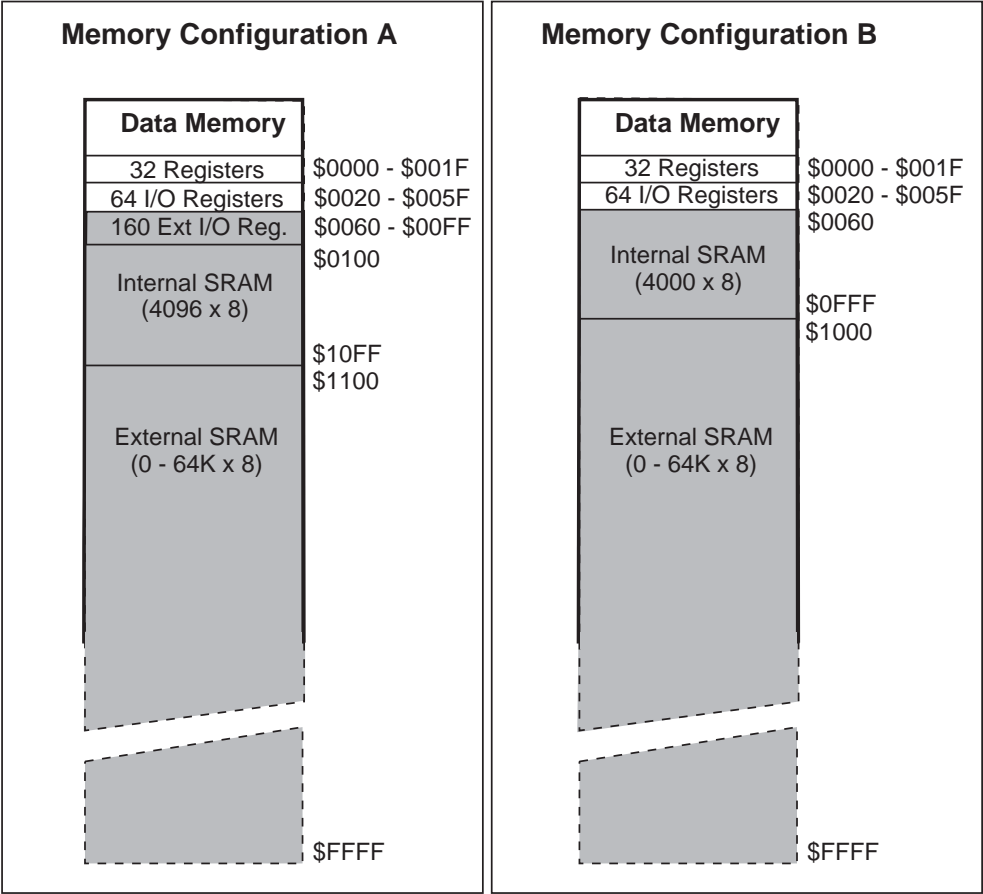 Memory Configuration A
Data Memory
32 Registers
$0000 - $001F
64 I/O Registers
$0020 - $005F
160 Ext I/O Reg.
$0060 - $00FF
$0100
Internal SRAM
(4096 x 8)
$10FF
$1100
External SRAM
(0 - 64K x 8)
$FFFF
Memory Configuration B
Data Memory
32 Registers
$0000 - $001F
64 I/O Registers
$0020 - $005F
$0060
Internal SRAM
(4000 x 8)
$0FFF
$1000
External SRAM
(0 - 64K x 8)
$FFFF